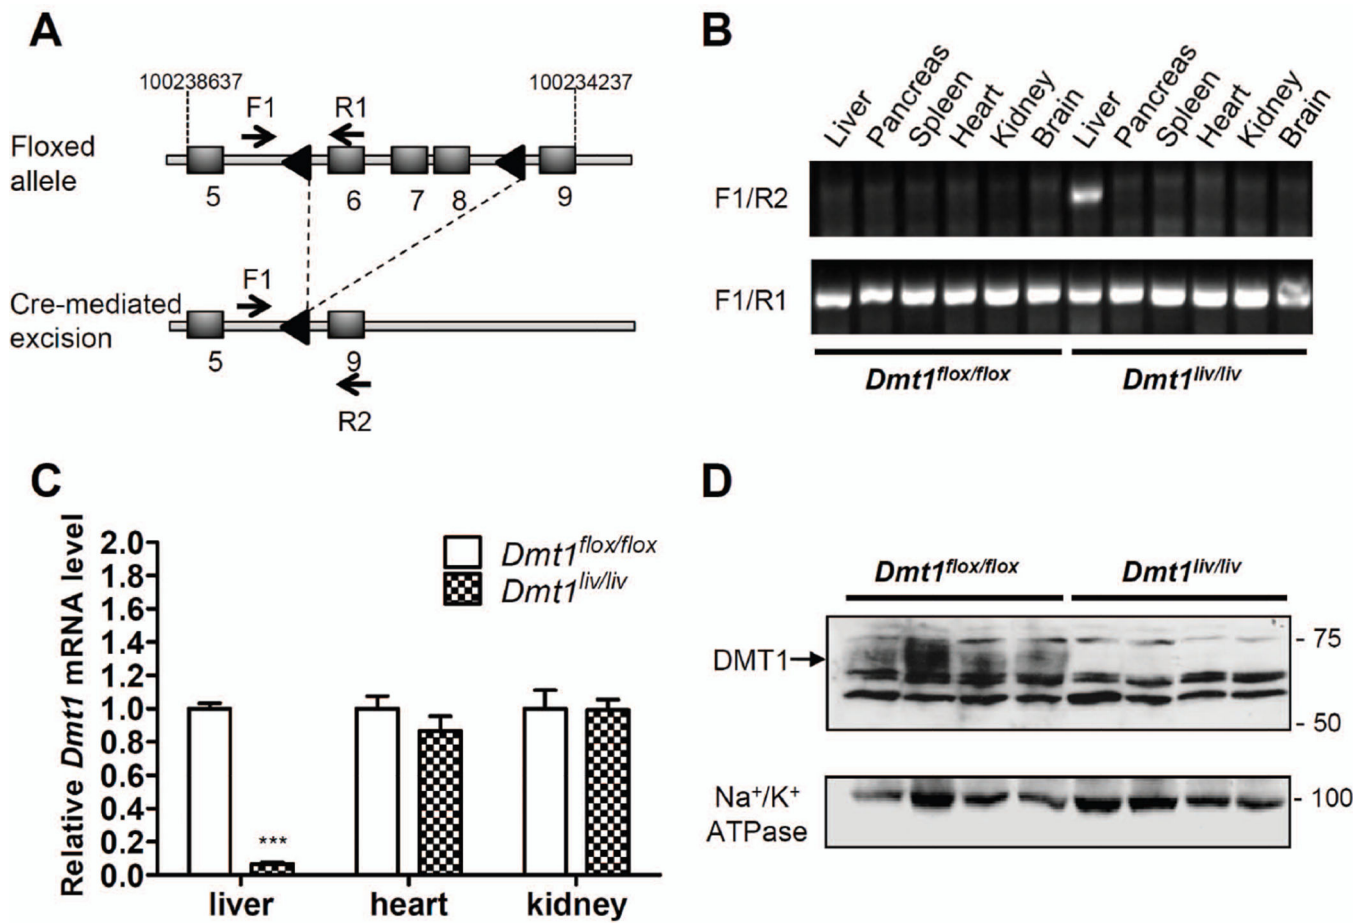 A
100238637
100234237
F1
R1
Floxed
allele
5
6
7
8
9
F1
Cre-mediated
excision
5
9
R2
B
Liver
Pancreas
Spleen
Heart
Kidney
Brain
Liver
Pancreas
Spleen
Heart
Kidney
Brain
F1/R2
F1/R1
Dmt1flox/flox
Dmt1liv/liv
C
Relative Dmt1 mRNA level
2.0
1.8
1.6
1.4
1.2
1.0
0.8
0.6
0.4
0.2
0.0
Dmt1flox/flox
Dmt1liv/liv
***
liver
heart
kidney
D
Dmt1flox/flox
Dmt1liv/liv
DMT1
- 75
- 50
Na+/K+
ATPase
- 100